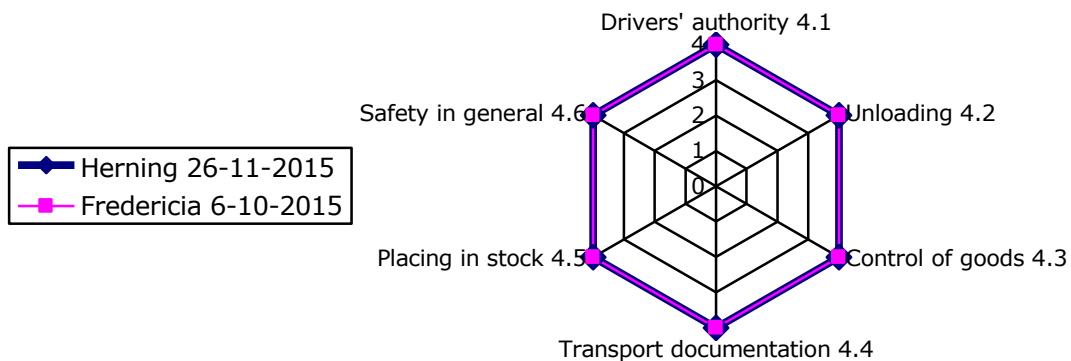 Drivers' authority 4.1
4
3
2
1
0
Safety in general 4.6
Unloading 4.2
Herning 26-11-2015
Fredericia 6-10-2015
Placing in stock 4.5
Control of goods 4.3
Transport documentation 4.4